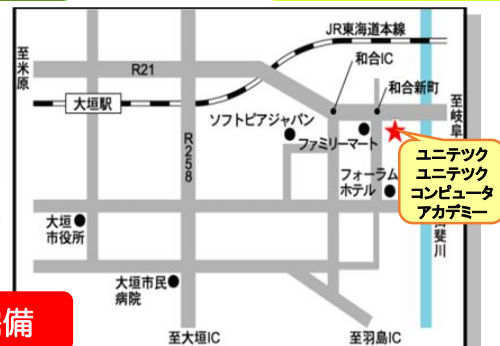 JR東海道本線
和合IC
至米原
R21
和合新町
至岐阜
大垣駅
ソフトピアジャパン
ファミリーマート
R258
ユニテツク
ユニテツク
コンピュータ
アカデミー
フォーラム
ホテル
大垣
市役所
斐川
大垣市民
病院
備
至大垣IC
至羽島IC